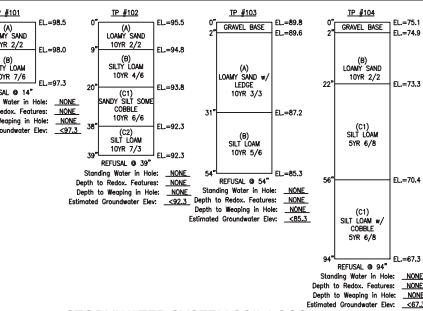 TP #101
EL=98.5
(A)
LOAMY SAND
10YR 2/2
EL=98.0
(B)
LOAM
10YR 7/6
EL=97.3
REFUSAL @ 14"
Water in Hole: NONE
Redox. Features: NONE
Weaping in Hole: NONE
Groundwater Elev: <97.3
TP #102
0" EL=95.5
(A)
LOAMY SAND
10YR 2/2
9" EL=94.8
(B)
SILTY LOAM
10YR 4/6
20" EL=93.8
(C1)
SANDY SILT SOME
COBBLE
10YR 6/6
38" EL=92.3
(C2)
SILT LOAM
10YR 7/3
39" EL=92.3
REFUSAL @ 39"
Standing Water in Hole: NONE
Depth to Redox. Features: NONE
Depth to Weaping in Hole: NONE
Estimated Groundwater Elev: <92.3
TP #103
0" EL=89.8
GRAVEL BASE
2" EL=89.6
(A)
LOAMY SAND w/
LEDGE
10YR 3/3
31" EL=87.2
(B)
SILT LOAM
10YR 5/6
54" EL=85.3
REFUSAL @ 54"
Standing Water in Hole: NONE
Depth to Redox. Features: NONE
Depth to Weaping in Hole: NONE
Estimated Groundwater Elev: <85.3
TP #104
0" EL=75.1
GRAVEL BASE
2" EL=74.9
(B)
LOAMY SAND
10YR 2/2
22" EL=73.3
(C1)
SILT LOAM
5YR 6/8
56" EL=70.4
(C1)
SILT LOAM w/
COBBLE
5YR 6/8
94" EL=67.3
REFUSAL @ 94"
Standing Water in Hole: NONE
Depth to Redox. Features: NONE
Depth to Weaping in Hole: NONE
Estimated Groundwater Elev: <67.3